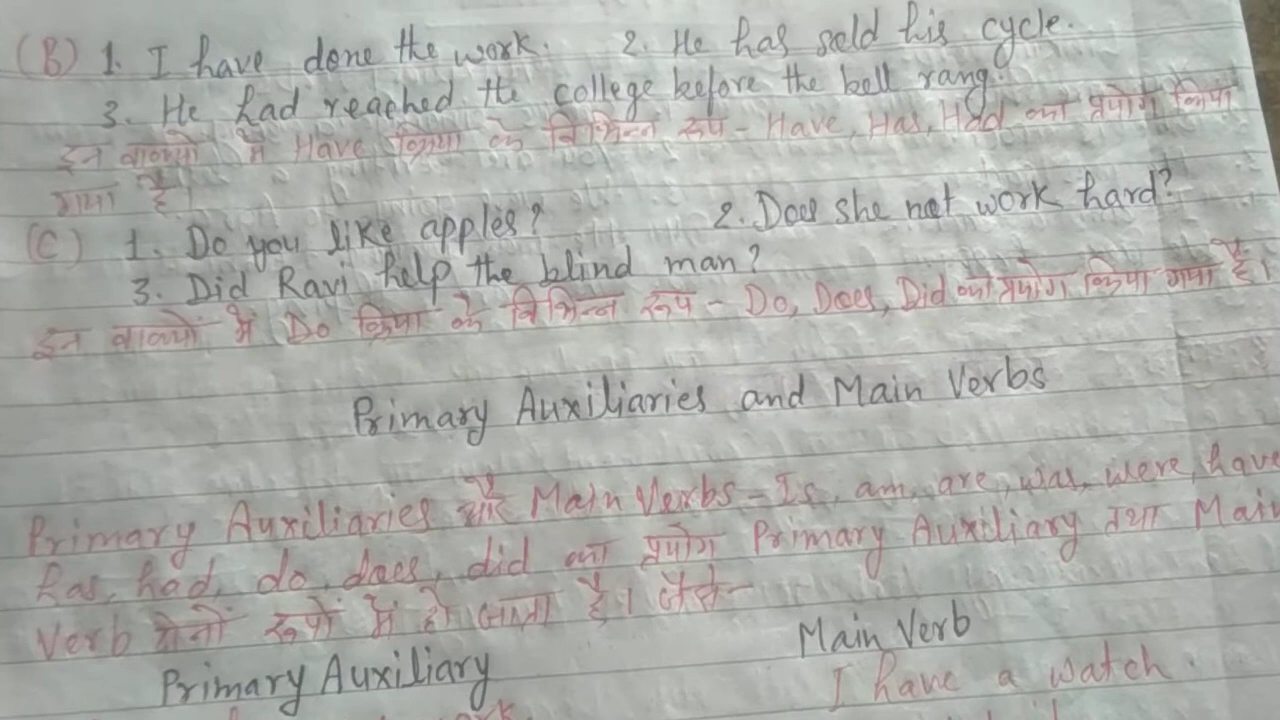 (B) 1. I have done the work. 2. He has sold his cycle.
3. He had reached the college before the bell rang.
इन वाक्यों में Have क्रिया के विभिन्न रूप - Have, Has, Had का प्रयोग किया
गया है।
(C) 1. Do you like apples? 2. Does she not work hard?
3. Did Ravi help the blind man?
इन वाक्यों में Do क्रिया के विभिन्न रूप - Do, Does, Did का प्रयोग किया गया है।
Primary Auxiliaries and Main Verbs
Primary Auxiliaries और Main Verbs - Is, am, are, was, were, have
has, had, do, does, did का प्रयोग Primary Auxiliary तथा Main
Verb दोनों रूपों में हो जाता है। जैसे-
Primary Auxiliary Main Verb
I have a watch.